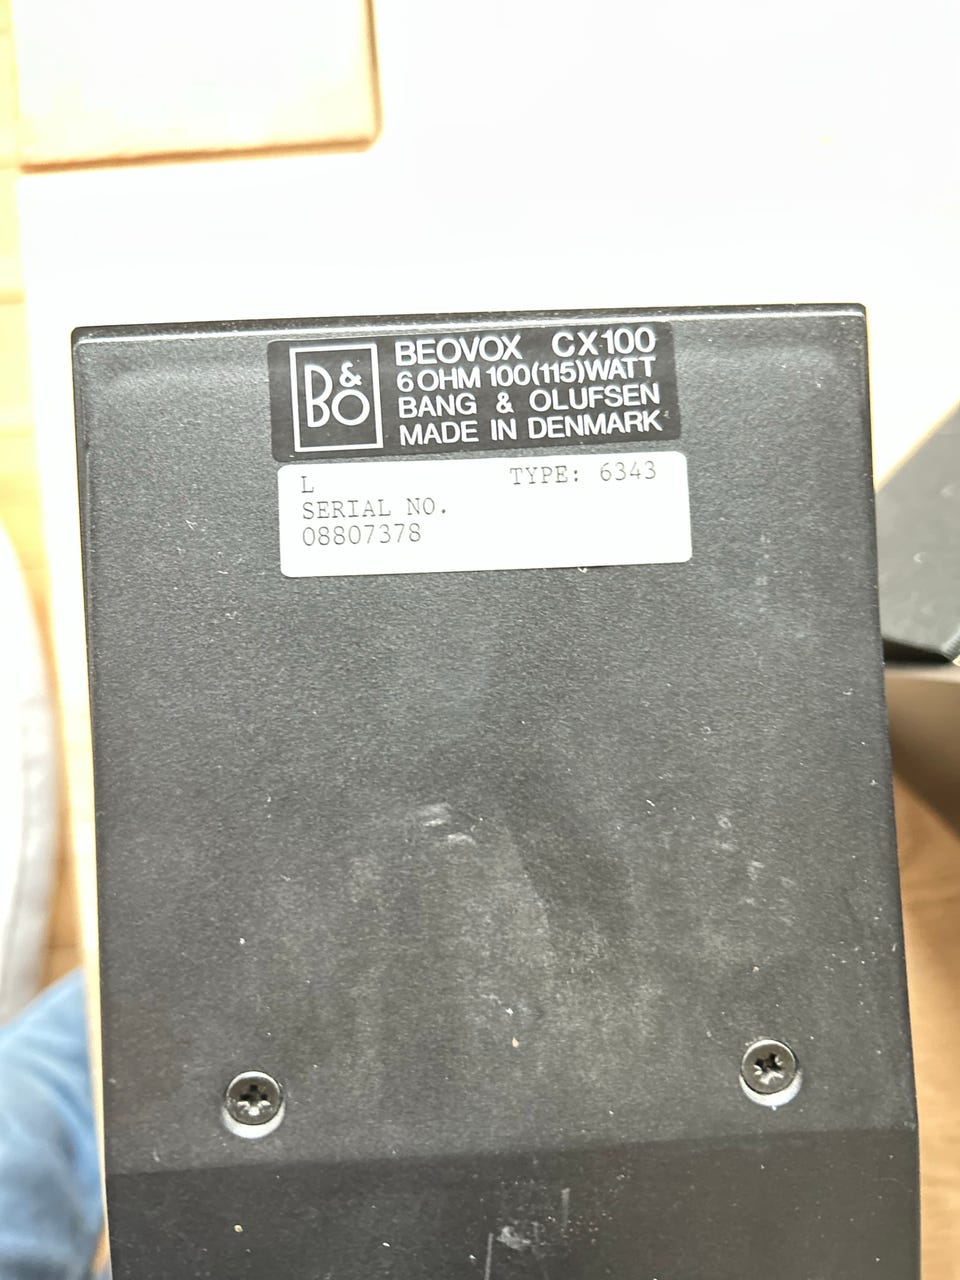 B&O
BEOVOX CX100
6 OHM 100(115)WATT
BANG & OLUFSEN
MADE IN DENMARK
L TYPE: 6343
SERIAL NO.
08807378